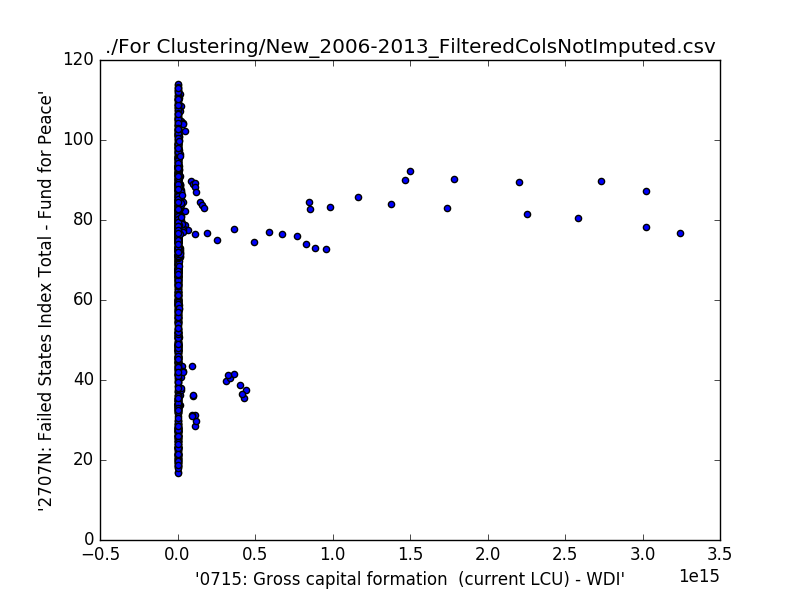 ./For Clustering/New_2006-2013_FilteredColsNotImputed.csv
120
100
80
60
40
20
0
'2707N: Failed States Index Total - Fund for Peace'
−0.5 0.0 0.5 1.0 1.5 2.0 2.5 3.0 3.5
1e15
'0715: Gross capital formation  (current LCU) - WDI'